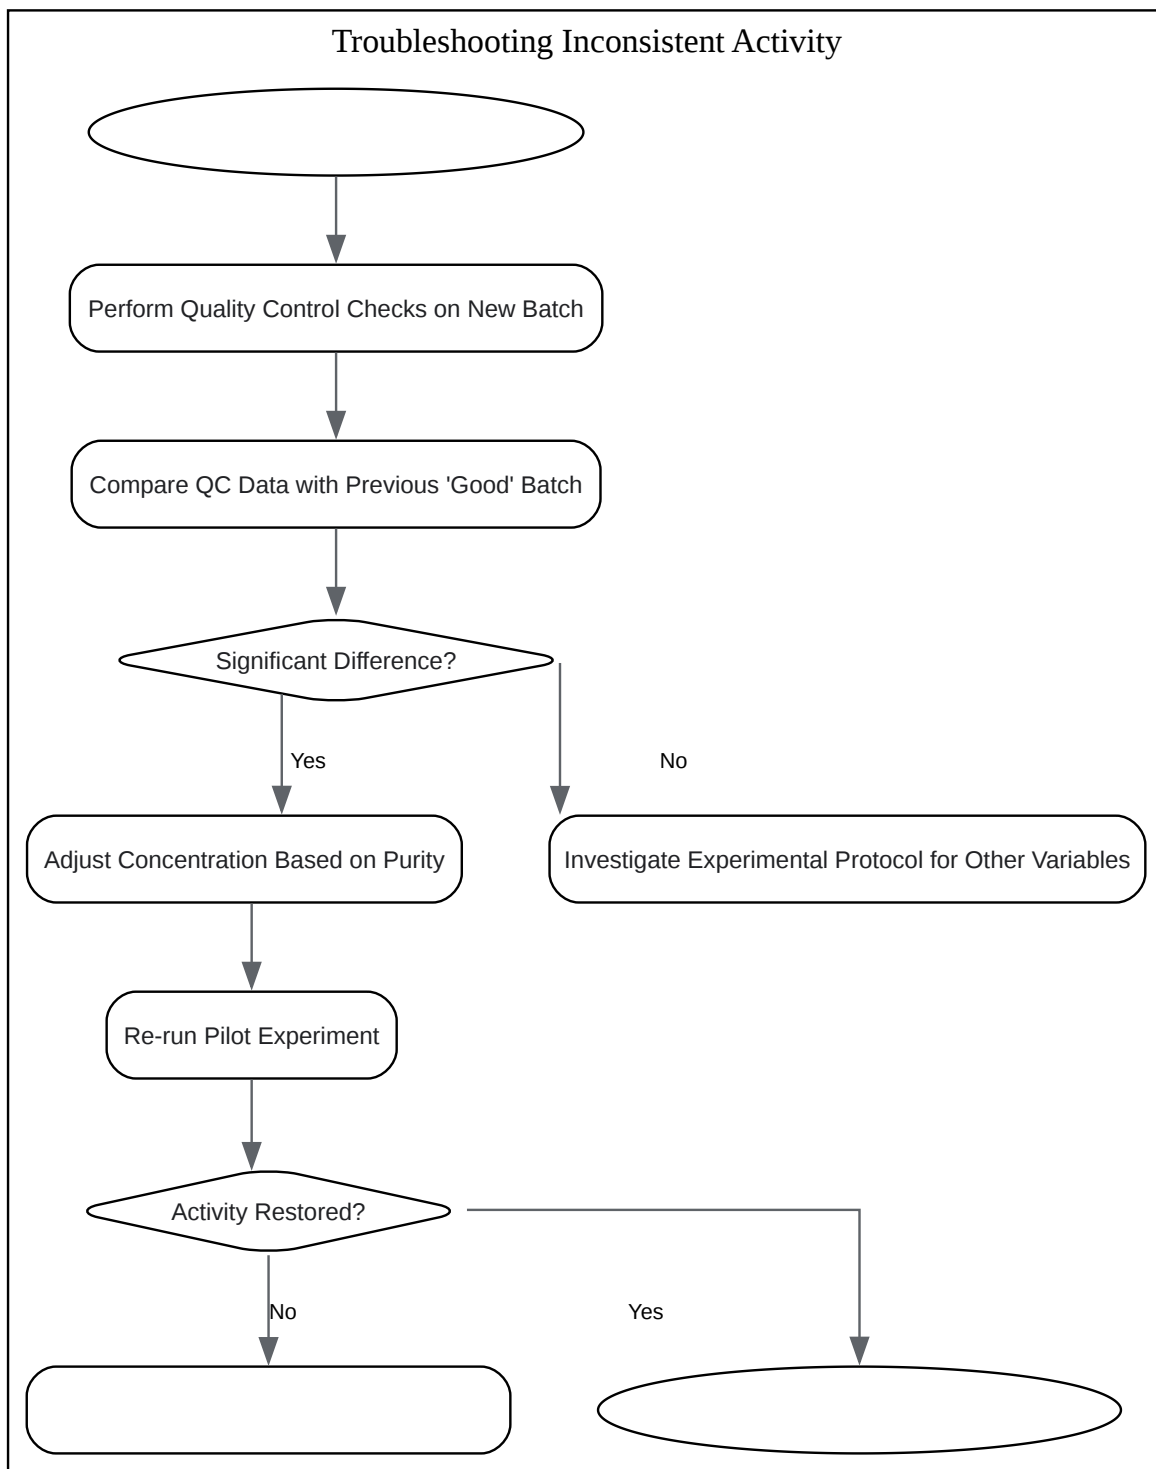 Troubleshooting Inconsistent Activity
Perform Quality Control Checks on New Batch
Compare QC Data with Previous 'Good' Batch
Significant Difference?
Yes
No
Adjust Concentration Based on Purity
Investigate Experimental Protocol for Other Variables
Re-run Pilot Experiment
Activity Restored?
No
Yes